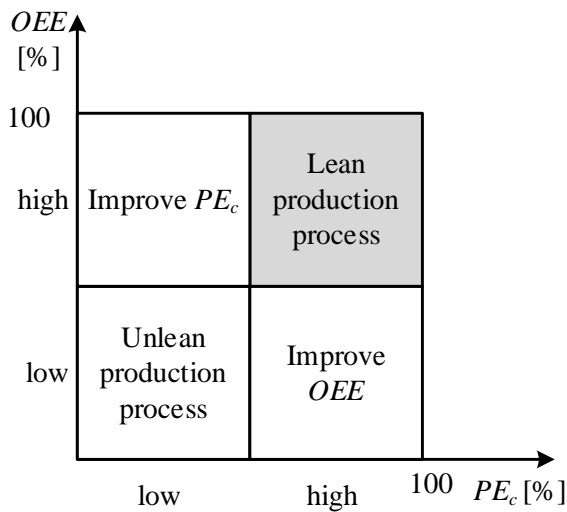 OEE
[%]
100
high
Improve PEc
Lean
production
process
low
Unlean
production
process
Improve
OEE
low
high
100
PEc [%]